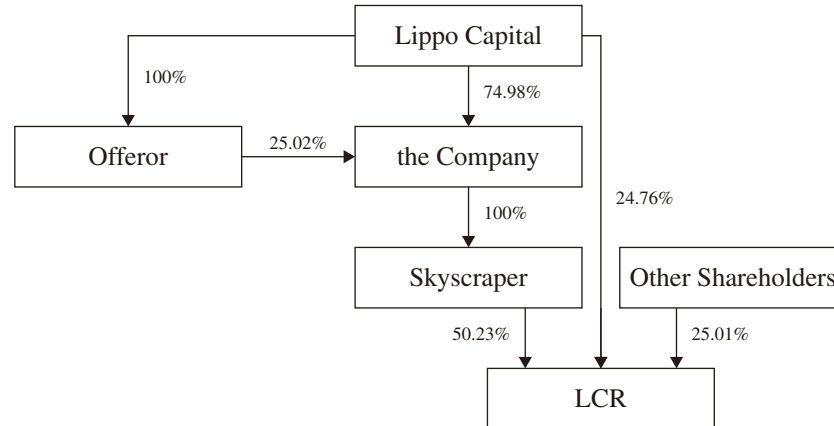 Lippo Capital
100%
74.98%
Offeror
25.02%
the Company
100%
24.76%
Skyscraper
Other Shareholders
50.23%
25.01%
LCR